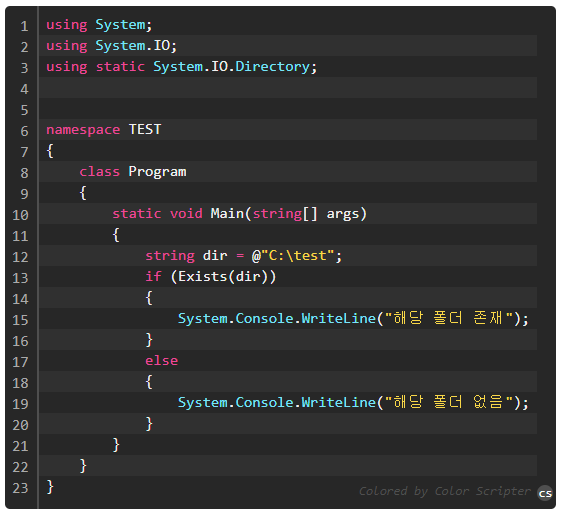 1 using System;
2 using System.IO;
3 using static System.IO.Directory;
4
5
6 namespace TEST
7 {
8     class Program
9     {
10         static void Main(string[] args)
11         {
12             string dir = @"C:\test";
13             if (Exists(dir))
14             {
15                 System.Console.WriteLine("해당 폴더 존재");
16             }
17             else
18             {
19                 System.Console.WriteLine("해당 폴더 없음");
20             }
21         }
22     }
23 }
Colored by Color Scripter cs